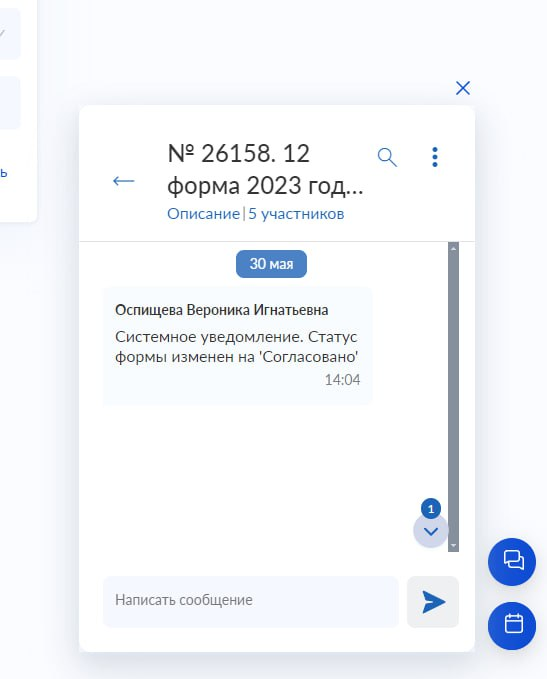 № 26158. 12
форма 2023 год...
Описание|5 участников
30 мая
Оспищева Вероника Игнатьевна
Системное уведомление. Статус
формы изменен на 'Согласовано'
14:04
1
Написать сообщение
ь